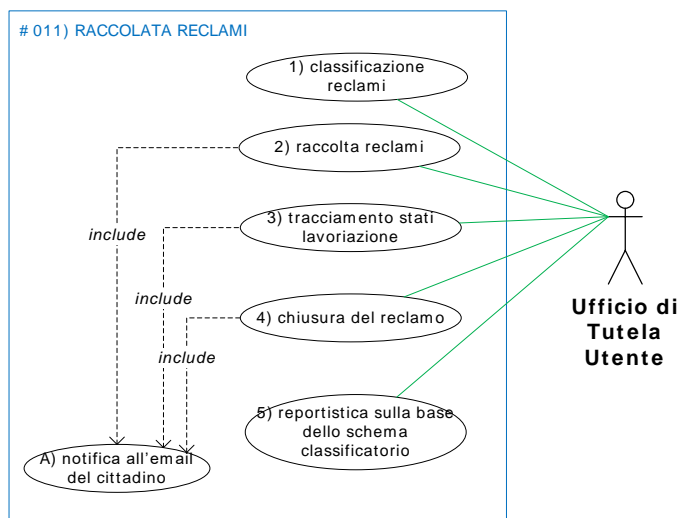 # 011) RACCOLATA RECLAMI
1) classificazione
reclami
2) raccolta reclami
3) tracciamento stati
lavoriazione
include
include
4) chiusura del reclamo
include
5) reportistica sulla base
dello schema
classificatorio
A) notifica all'email
del cittadino
Ufficio di
Tutela
Utente